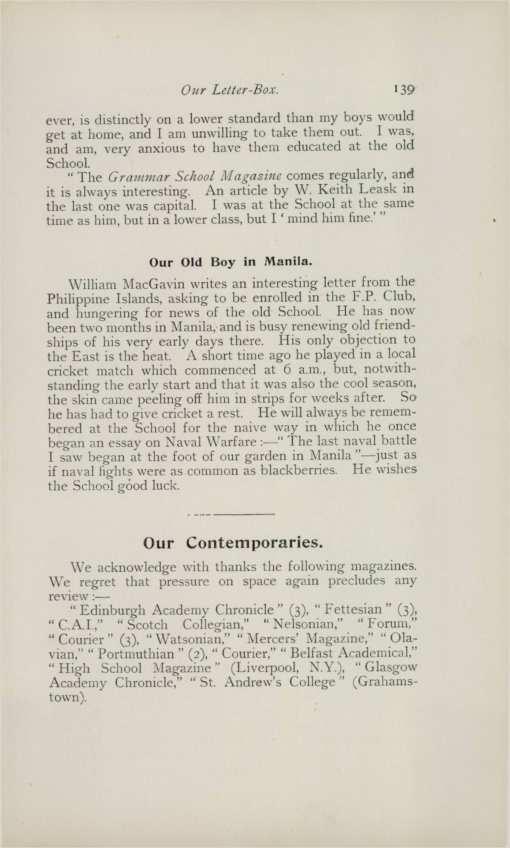 Our Letter-Box. 139
ever, is distinctly on a lower standard than my boys would
get at home, and I am unwilling to take them out. I was,
and am, very anxious to have them educated at the old
School.
" The Grammar School Magazine comes regularly, and
it is always interesting. An article by W. Keith Leask in
the last one was capital. I was at the School at the same
time as him, but in a lower class, but I ' mind him fine.' "
Our Old Boy in Manila.
William MacGavin writes an interesting letter from the
Philippine Islands, asking to be enrolled in the F.P. Club,
and hungering for news of the old School. He has now
been two months in Manila, and is busy renewing old friend-
ships of his very early days there. His only objection to
the East is the heat. A short time ago he played in a local
cricket match which commenced at 6 a.m., but, notwith-
standing the early start and that it was also the cool season,
the skin came peeling off him in strips for weeks after. So
he has had to give cricket a rest. He will always be remem-
bered at the School for the naive way in which he once
began an essay on Naval Warfare :—" The last naval battle
I saw began at the foot of our garden in Manila "—just as
if naval fights were as common as blackberries. He wishes
the School good luck.
Our Contemporaries.
We acknowledge with thanks the following magazines.
We regret that pressure on space again precludes any
review :—
" Edinburgh Academy Chronicle " (3), " Fettesian " (3),
" C.A.I.," " Scotch Collegian," " Nelsonian," " Forum,"
" Courier " (3), " Watsonian," " Mercers' Magazine," " Ola-
vian," " Portmuthian " (2), " Courier," " Belfast Academical,"
" High School Magazine " (Liverpool, N.Y.), " Glasgow
Academy Chronicle," " St. Andrew's College " (Grahams-
town).